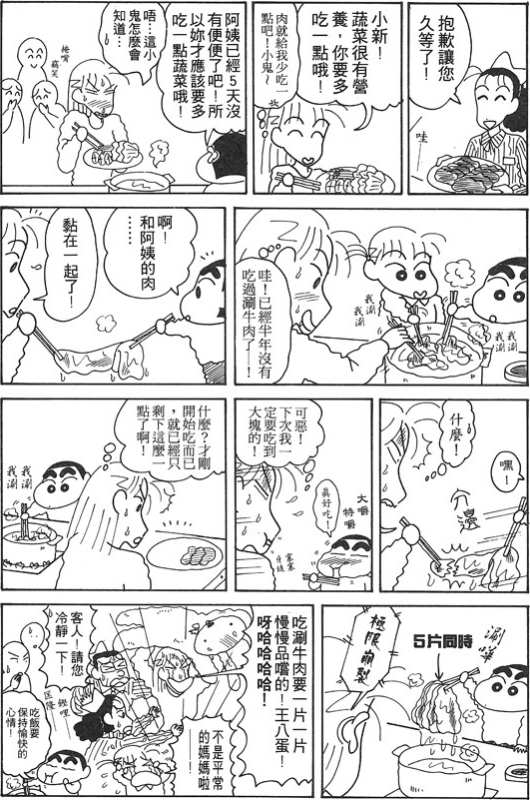 抱歉讓您
久等了！
哇
小新！
蔬菜很有營
養，你要多
吃一點哦！
肉就給我少吃一
點吧！小鬼～
阿姨已經5天沒
有便便了吧！所
以妳才應該要多
吃一點蔬菜哦！
唔…這小
鬼怎麼會
知道…
掩嘴
竊笑
我涮
我涮
我涮
我涮
哇！已經半年沒有
吃過涮牛肉了…！
啊！
和阿姨的肉
……
黏在一起了！
什麼！
嘿！
大嚼
特嚼
真好吃！
可惡！
下次我一
定要吃到
大塊的！
什麼？才剛
開始吃而已
，就已經只
剩下這麼一
點了啊！
我涮
我涮
涮
5片同時
極限崩裂
吃涮牛肉要一片一片
慢慢品嚐的！王八蛋！
呀哈哈哈哈！
不是平常
的媽媽啦
客人！請您
冷靜一下！
吃飯要
保持愉快的
心情！